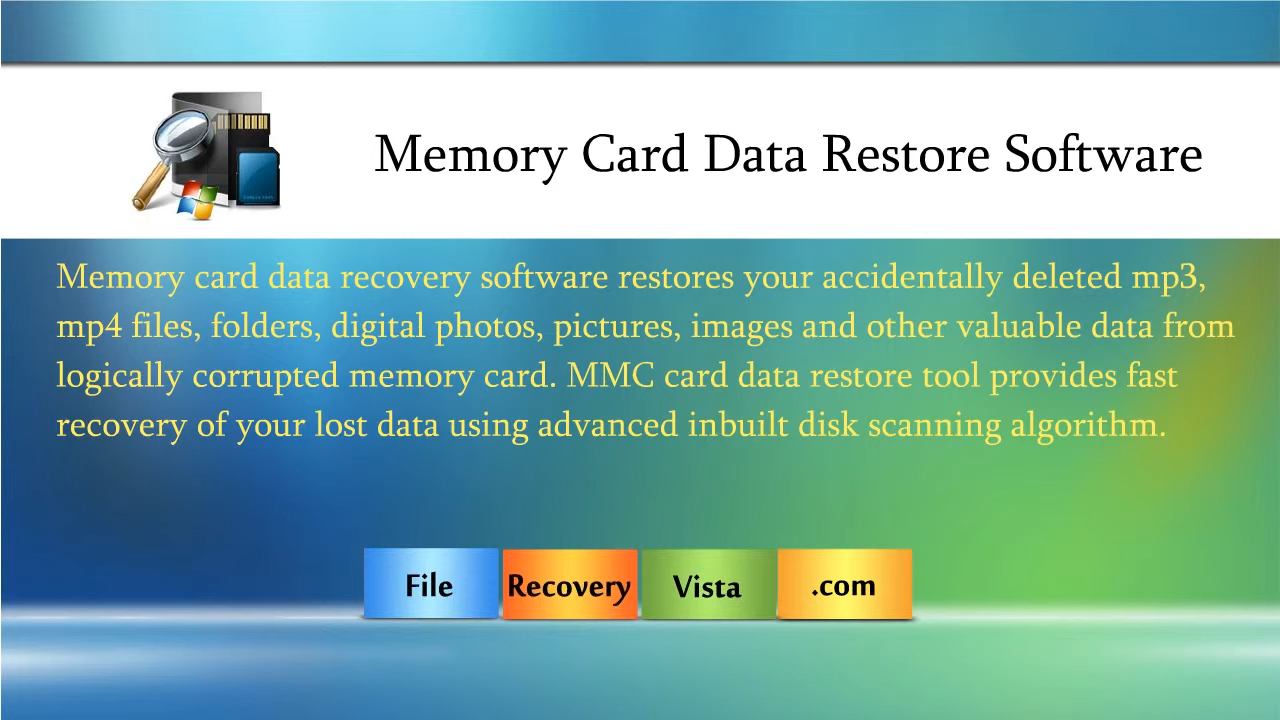 Memory Card Data Restore Software
Memory card data recovery software restores your accidentally deleted mp3,
mp4 files, folders, digital photos, pictures, images and other valuable data from
logically corrupted memory card. MMC card data restore tool provides fast
recovery of your lost data using advanced inbuilt disk scanning algorithm.
File Recovery Vista .com